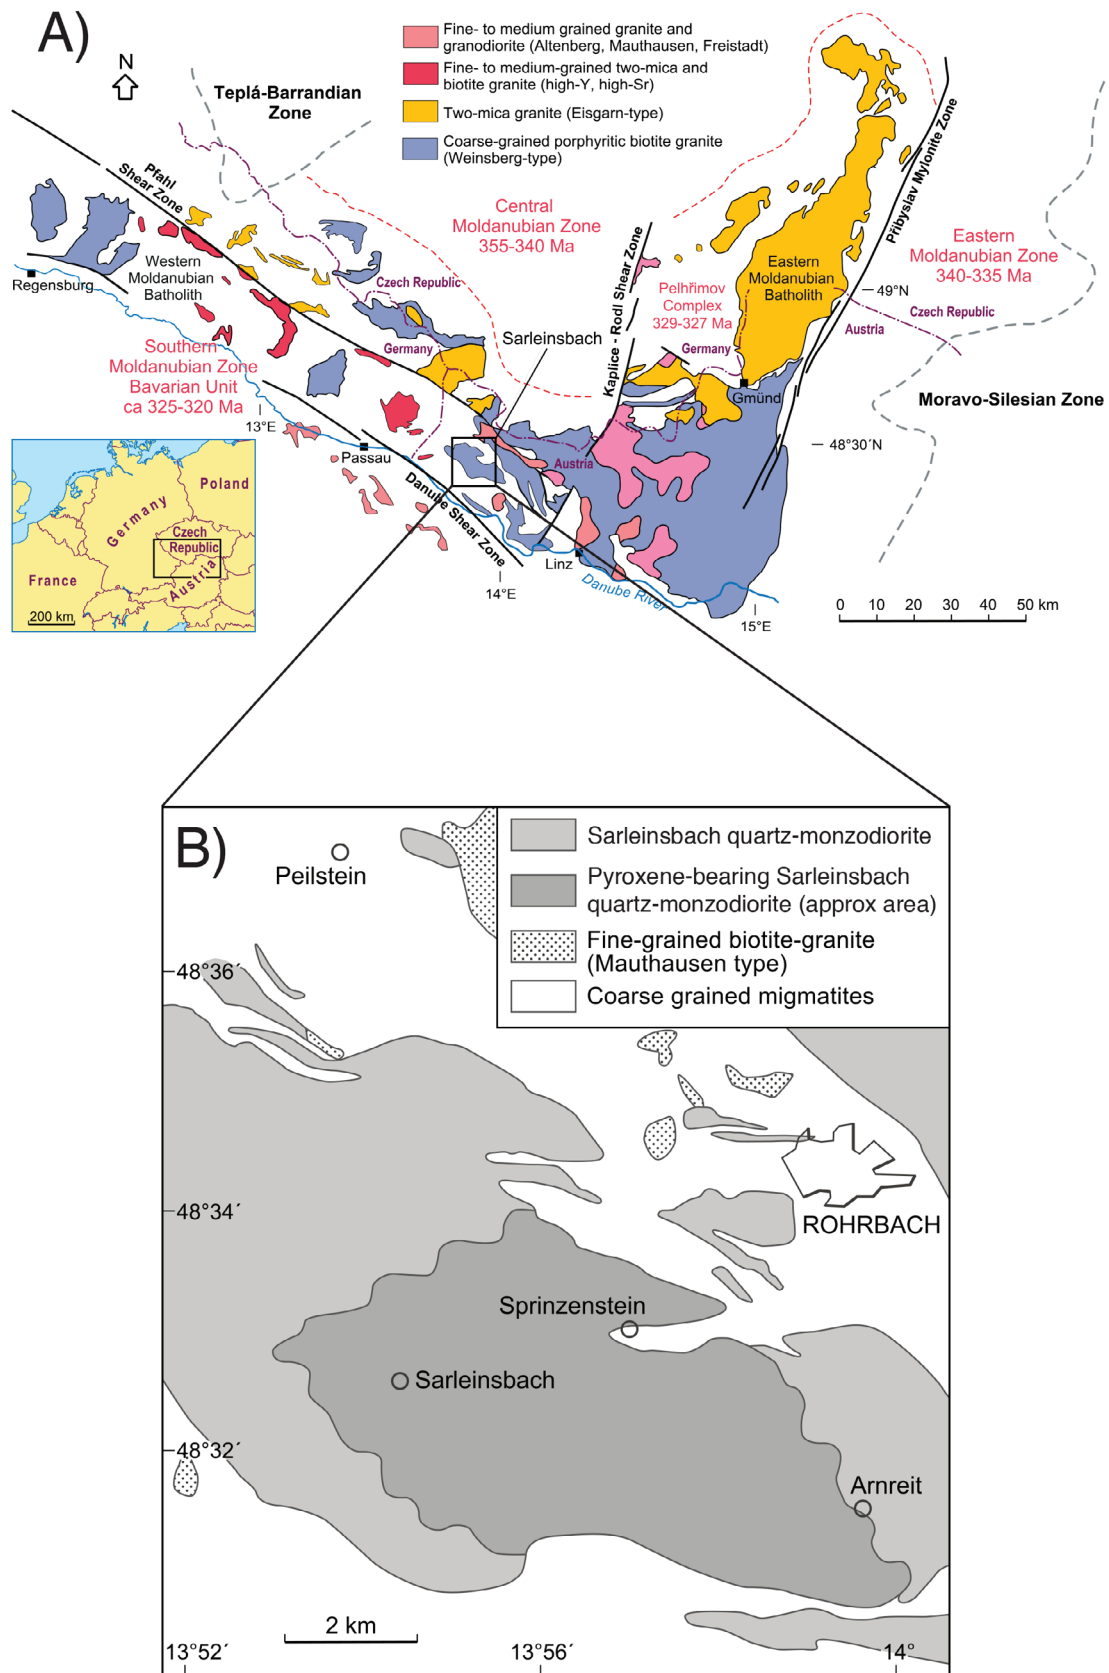 A)
N
Fine- to medium grained granite and
granodiorite (Altenberg, Mauthausen, Freistadt)
Fine- to medium-grained two-mica and
biotite granite (high-Y, high-Sr)
Two-mica granite (Eisgarn-type)
Coarse-grained porphyritic biotite granite
(Weinsberg-type)
Teplá-Barrandian
Zone
Pfahl
Shear Zone
Central
Moldanubian Zone
355-340 Ma
Přibyslav Mylonite Zone
Eastern
Moldanubian Zone
340-335 Ma
Western
Moldanubian
Batholith
Regensburg
Czech Republic
Germany
Sarleinsbach
Kaplice - Rodl Shear Zone
Pelhřimov
Complex
329-327 Ma
Germany
Eastern
Moldanubian
Batholith
49°N
Czech Republic
Austria
Southern
Moldanubian Zone
Bavarian Unit
ca 325-320 Ma
13°E
Gmünd
Moravo-Silesian Zone
48°30´N
Passau
Austria
Danube Shear Zone
Linz
Danube River
14°E
15°E
0 10 20 30 40 50 km
Germany
Poland
Czech
Republic
France
Austria
200 km
B)
Peilstein
Sarleinsbach quartz-monzodiorite
Pyroxene-bearing Sarleinsbach
quartz-monzodiorite (approx area)
Fine-grained biotite-granite
(Mauthausen type)
Coarse grained migmatites
48°36´
48°34´
ROHRBACH
Sprinzenstein
Sarleinsbach
48°32´
Arnreit
2 km
13°52´
13°56´
14°